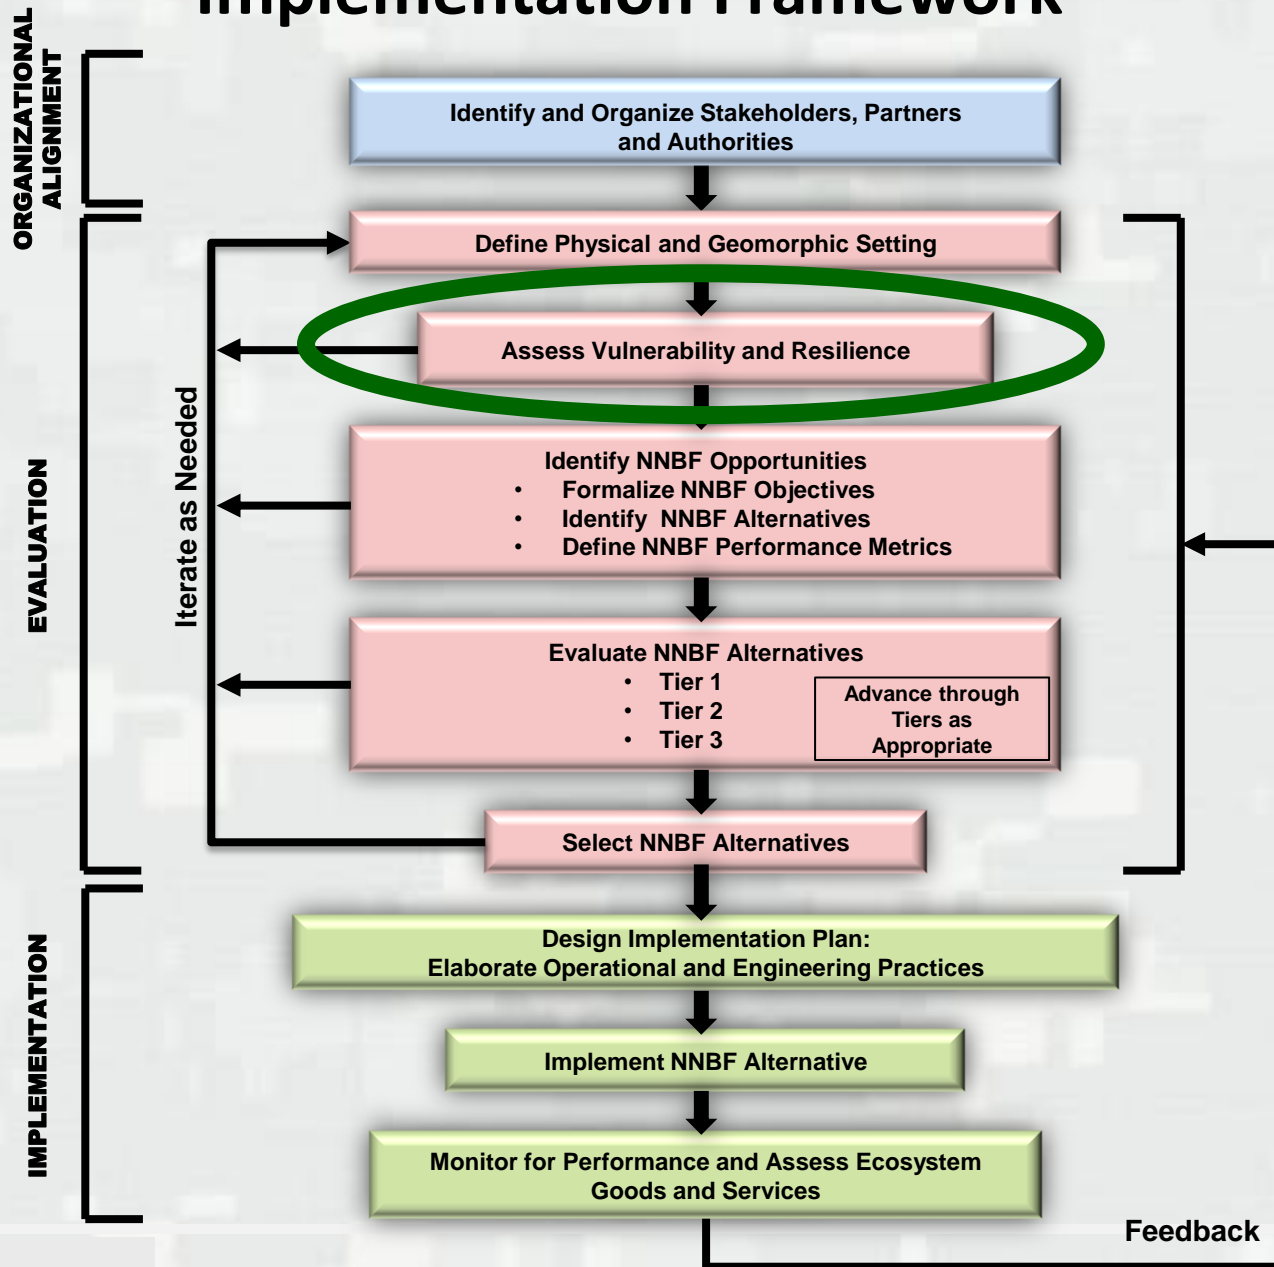 Implementation Framework
ORGANIZATIONAL
ALIGNMENT
Identify and Organize Stakeholders, Partners
and Authorities
EVALUATION
Iterate as Needed
Define Physical and Geomorphic Setting
Assess Vulnerability and Resilience
Identify NNBF Opportunities
• Formalize NNBF Objectives
• Identify NNBF Alternatives
• Define NNBF Performance Metrics
Evaluate NNBF Alternatives
• Tier 1
• Tier 2
• Tier 3
Advance through
Tiers as
Appropriate
Select NNBF Alternatives
IMPLEMENTATION
Design Implementation Plan:
Elaborate Operational and Engineering Practices
Implement NNBF Alternative
Monitor for Performance and Assess Ecosystem
Goods and Services
Feedback